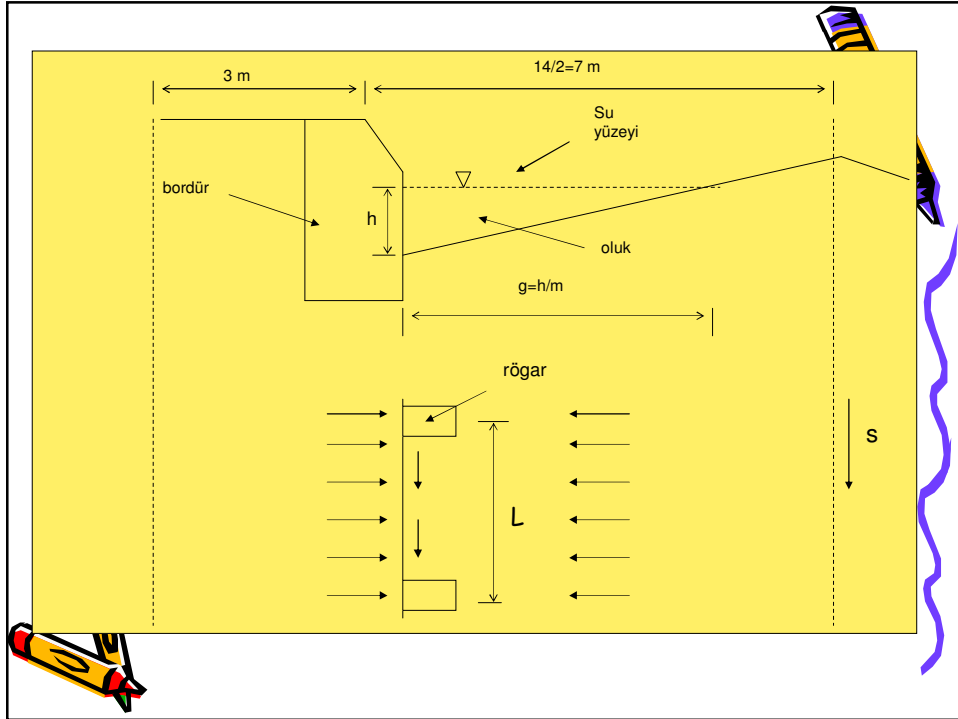 3 m
14/2=7 m
Su
yüzeyi
bordür
h
oluk
g=h/m
rögar
s
L